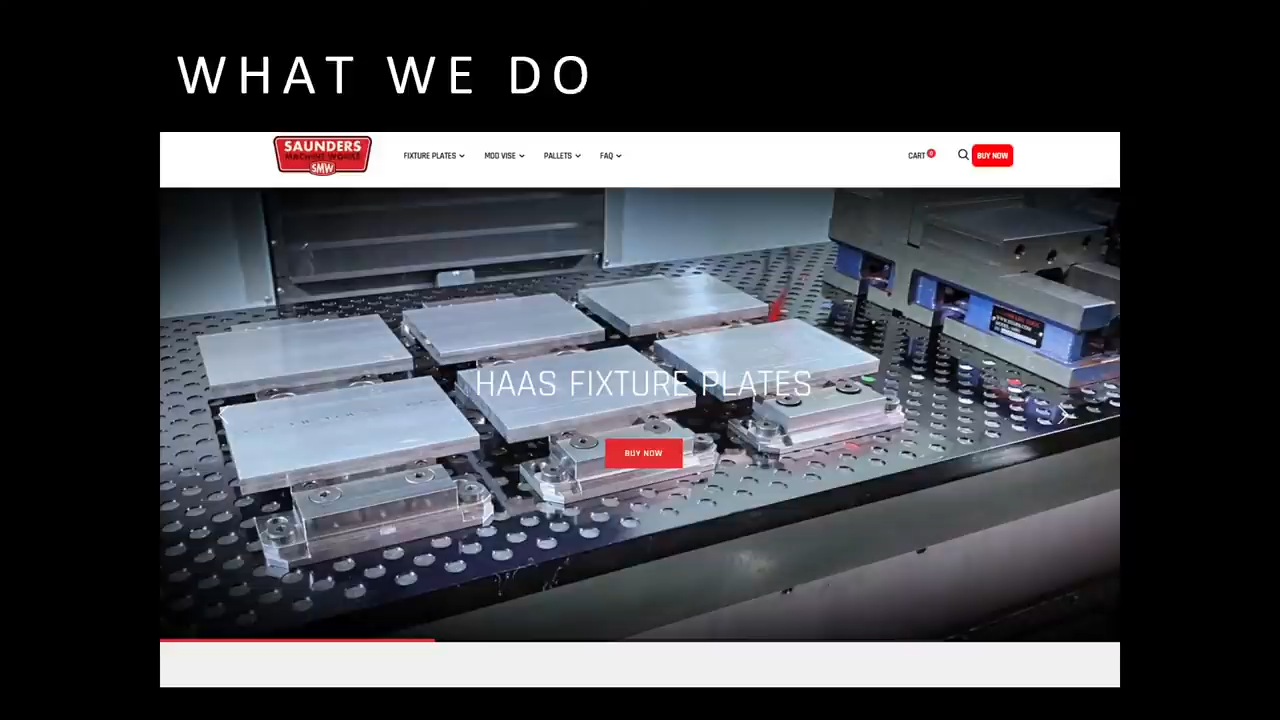 WHAT WE DO
SAUNDERS
MACHINE WORKS
SMW
FIXTURE PLATES
MOD VISE
PALLETS
FAQ
CART 0
BUY NOW
HAAS FIXTURE PLATES
BUY NOW